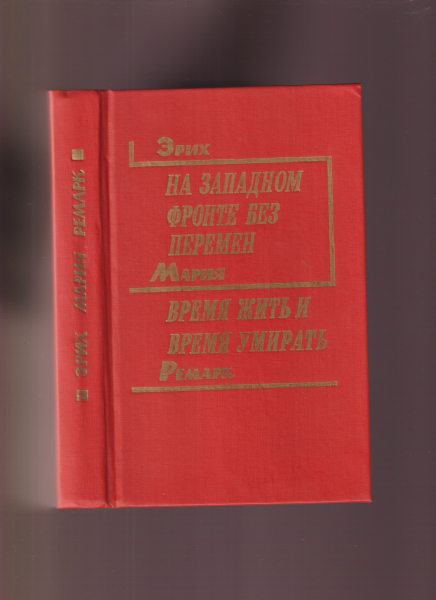 ЭРИХ МАРИЯ РЕМАРК
ЭРИХ
НА ЗАПАДНОМ
ФРОНТЕ БЕЗ
ПЕРЕМЕН
МАРИЯ
ВРЕМЯ ЖИТЬ И
ВРЕМЯ УМИРАТЬ
РЕМАРК